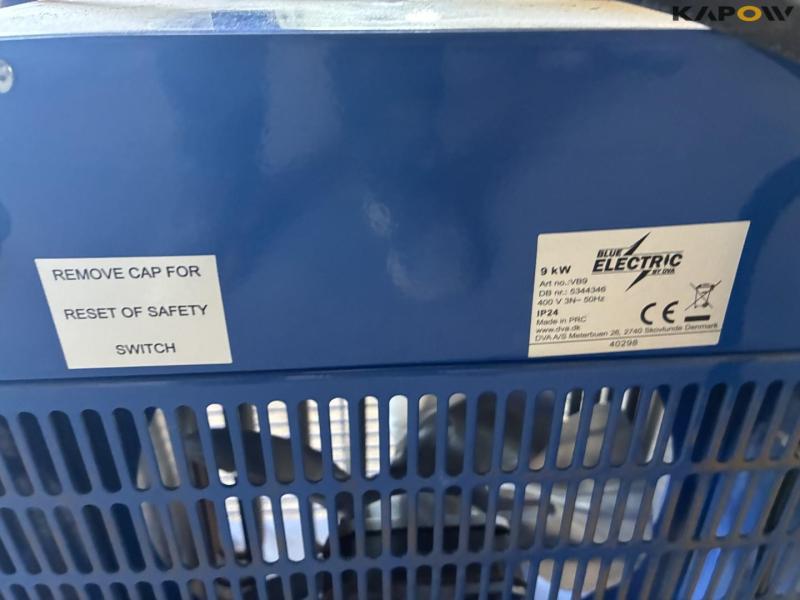 KAPOW
REMOVE CAP FOR
RESET OF SAFETY
SWITCH
BLUE
ELECTRIC
BY DVA
9 kW
Art no.:VB9
DB nr.: 5344346
400 V 3N~ 50Hz
IP24
Made in PRC
www.dva.dk
DVA A/S Meterbuen 26, 2740 Skovlunde Denmark
40298
CE